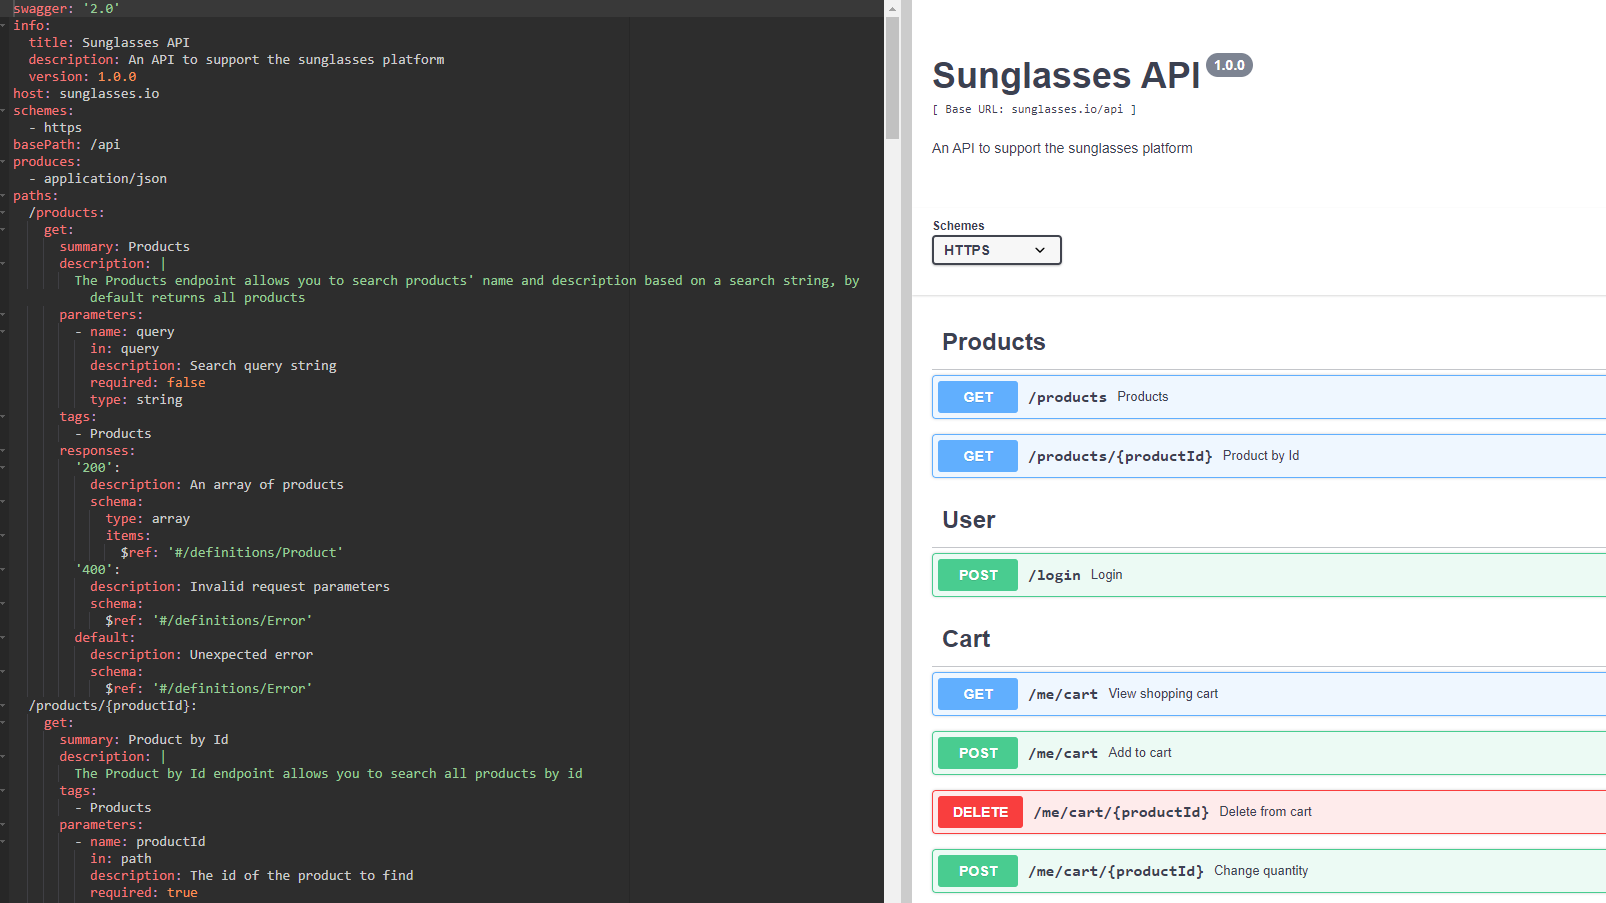 swagger: '2.0'
info:
  title: Sunglasses API
  description: An API to support the sunglasses platform
  version: 1.0.0
host: sunglasses.io
schemes:
  - https
basePath: /api
produces:
  - application/json
paths:
  /products:
    get:
      summary: Products
      description: |
        The Products endpoint allows you to search products' name and description based on a search string, by
          default returns all products
      parameters:
        - name: query
          in: query
          description: Search query string
          required: false
          type: string
      tags:
        - Products
      responses:
        '200':
          description: An array of products
          schema:
            type: array
            items:
              $ref: '#/definitions/Product'
        '400':
          description: Invalid request parameters
          schema:
            $ref: '#/definitions/Error'
        default:
          description: Unexpected error
          schema:
            $ref: '#/definitions/Error'
  /products/{productId}:
    get:
      summary: Product by Id
      description: |
        The Product by Id endpoint allows you to search all products by id
      tags:
        - Products
      parameters:
        - name: productId
          in: path
          description: The id of the product to find
          required: true
Sunglasses API 1.0.0
[ Base URL: sunglasses.io/api ]
An API to support the sunglasses platform
Schemes
HTTPS
Products
GET /products Products
GET /products/{productId} Product by Id
User
POST /login Login
Cart
GET /me/cart View shopping cart
POST /me/cart Add to cart
DELETE /me/cart/{productId} Delete from cart
POST /me/cart/{productId} Change quantity